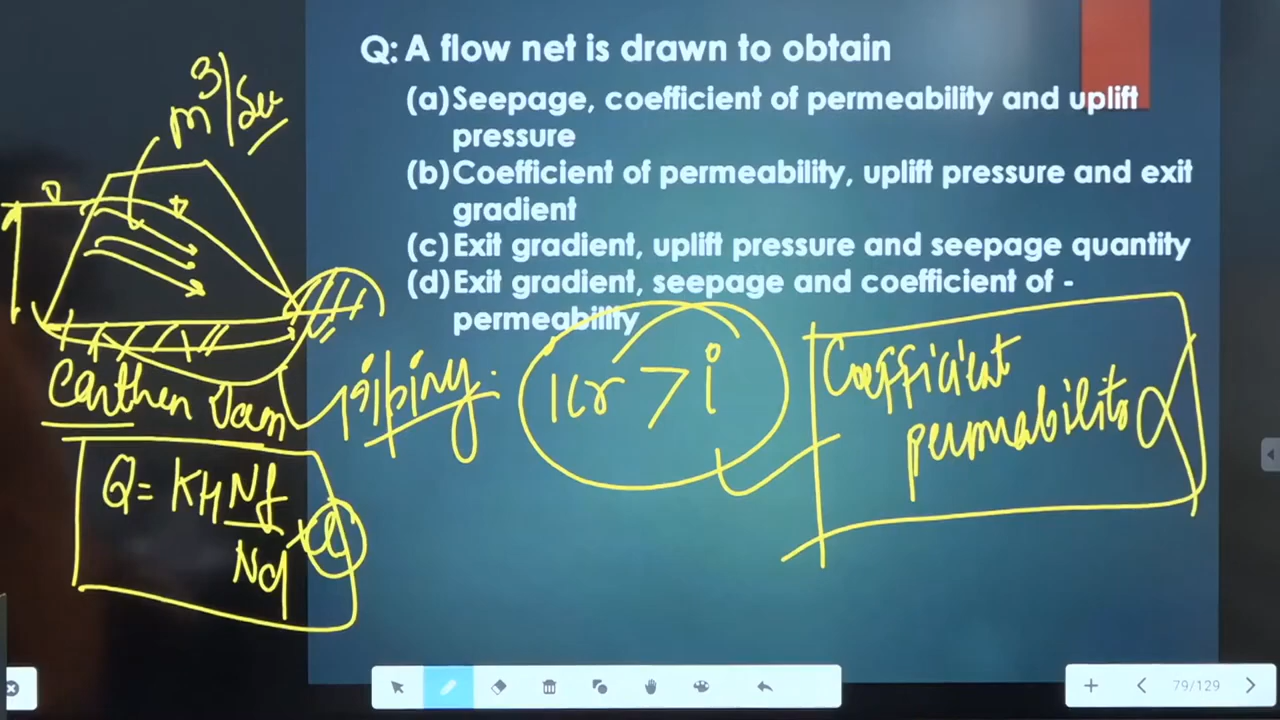 Q: A flow net is drawn to obtain
(a) Seepage, coefficient of permeability and uplift
pressure
(b) Coefficient of permeability, uplift pressure and exit
gradient
(c) Exit gradient, uplift pressure and seepage quantity
(d) Exit gradient, seepage and coefficient of -
permeability
m³/Sec
Earthen Dam
piping
icr > i
Coefficient
permability
Q = KH Nf
Nd
79/129